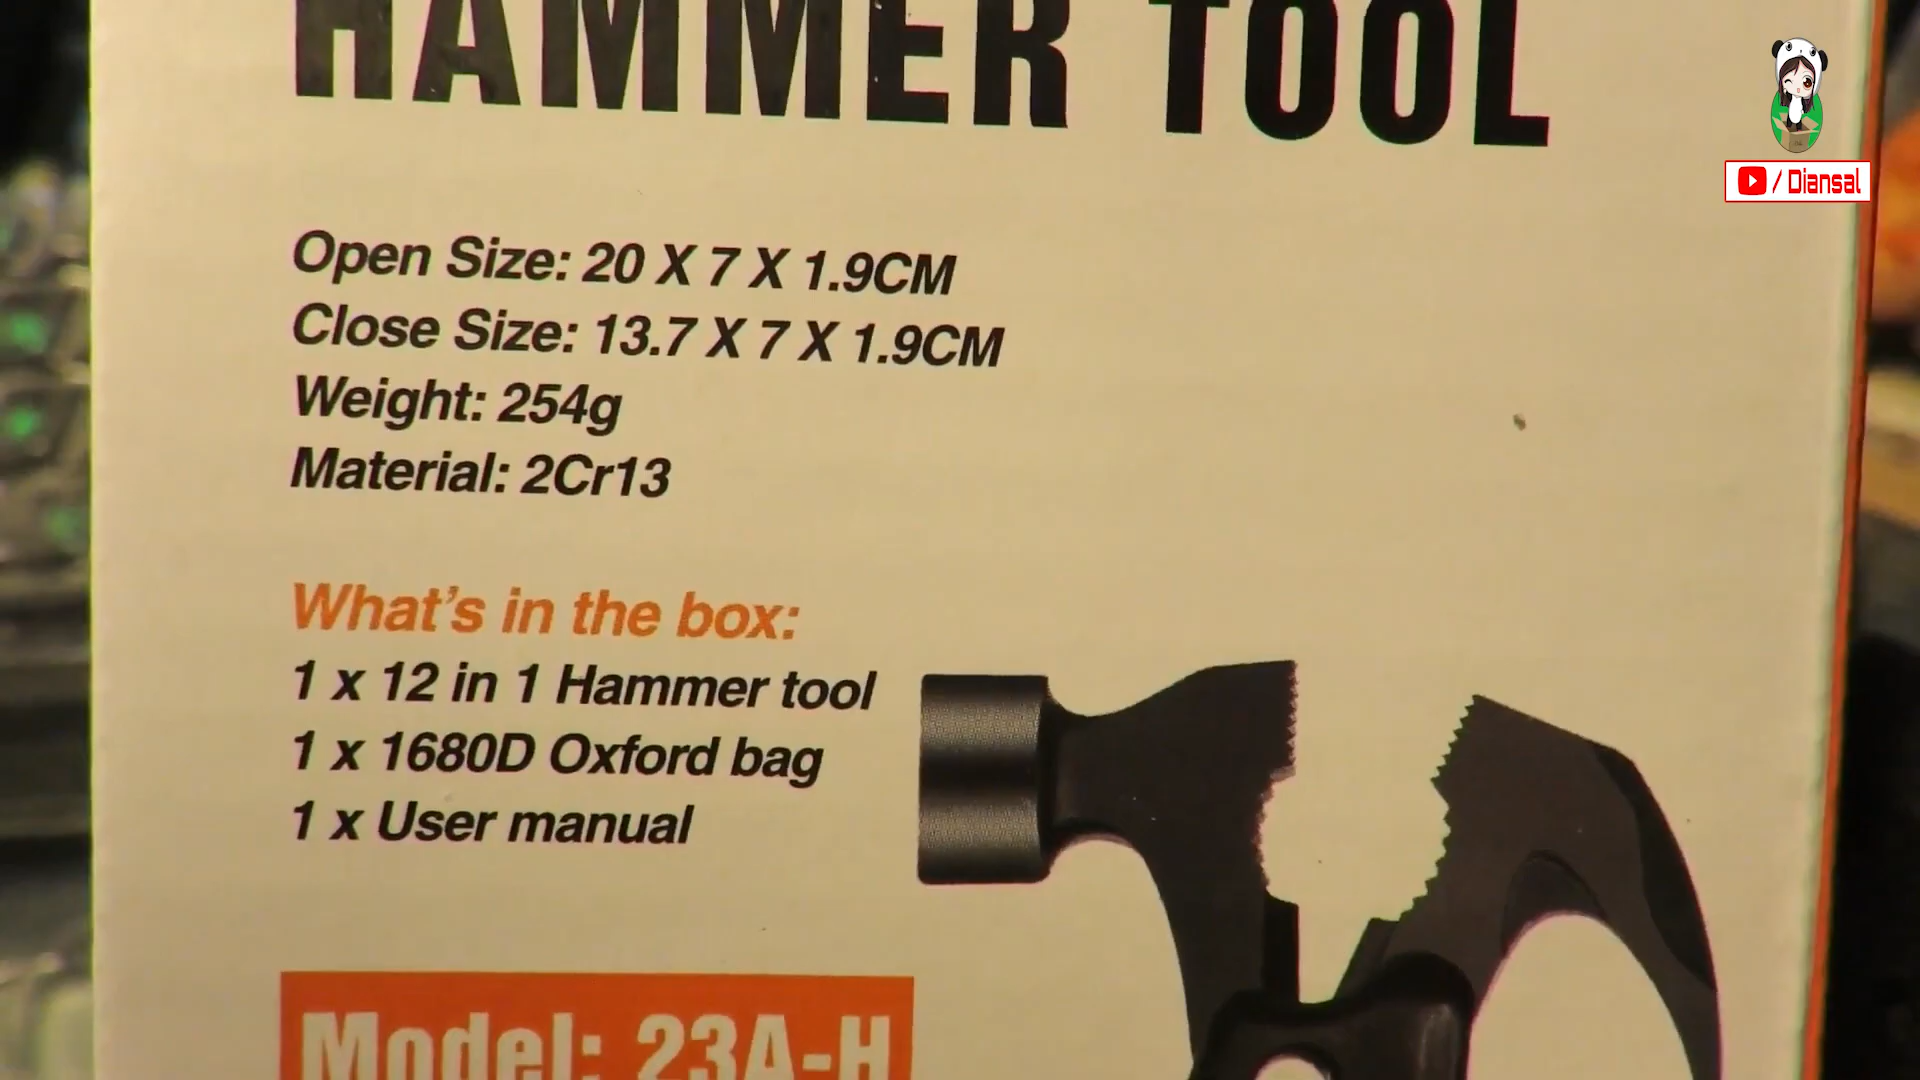 HAMMER TOOL
/ Diansal
Open Size: 20 X 7 X 1.9CM
Close Size: 13.7 X 7 X 1.9CM
Weight: 254g
Material: 2Cr13
What's in the box:
1 x 12 in 1 Hammer tool
1 x 1680D Oxford bag
1 x User manual
Model: 23A-H